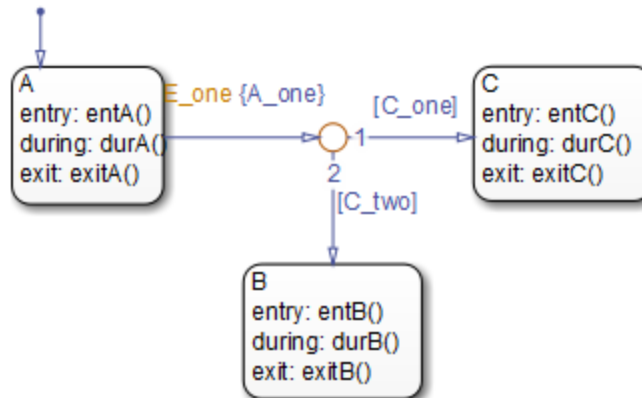 A
entry: entA()
during: durA()
exit: exitA()
E_one {A_one}
1
[C_one]
C
entry: entC()
during: durC()
exit: exitC()
2
[C_two]
B
entry: entB()
during: durB()
exit: exitB()